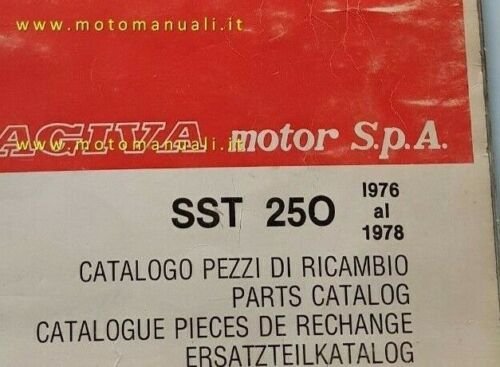 www.motomanuali.it
AGIVA motor S.p.A.
www.motomanuali.it
SST 250 1976
al
1978
CATALOGO PEZZI DI RICAMBIO
PARTS CATALOG
CATALOGUE PIECES DE RECHANGE
ERSATZTEILKATALOG